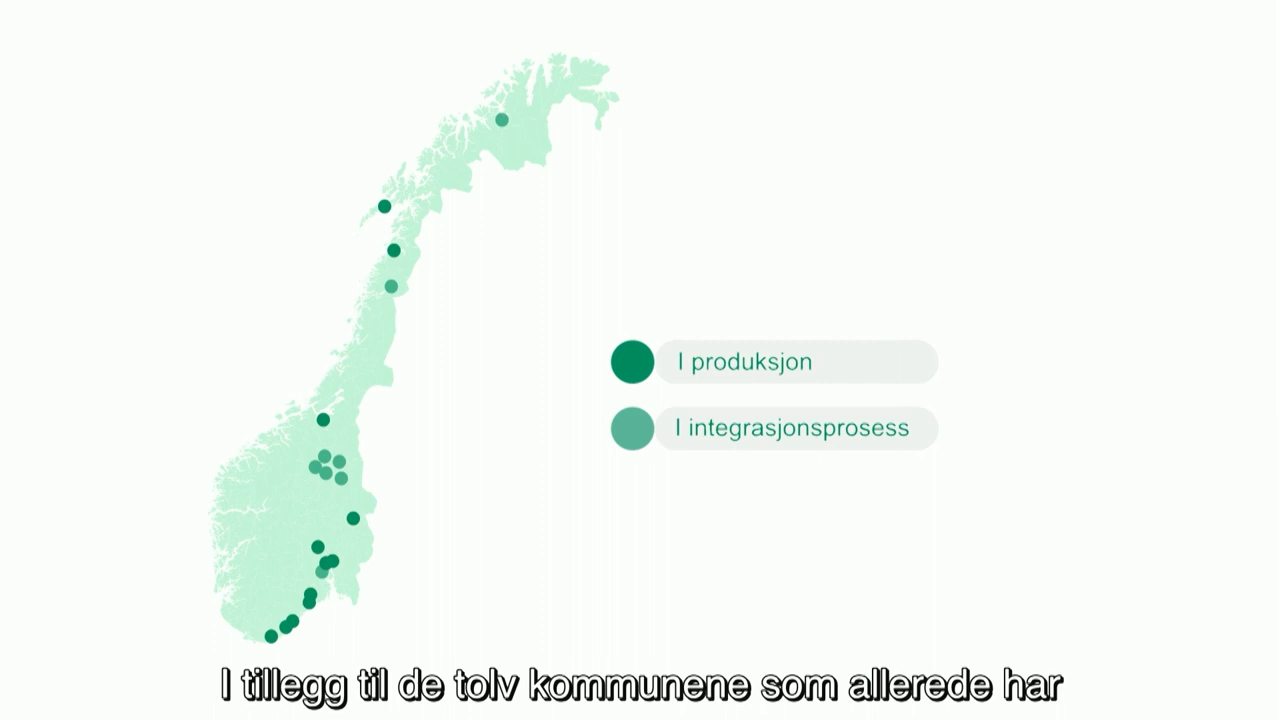 I produksjon
I integrasjonsprosess
I tillegg til de tolv kommunene som allerede har